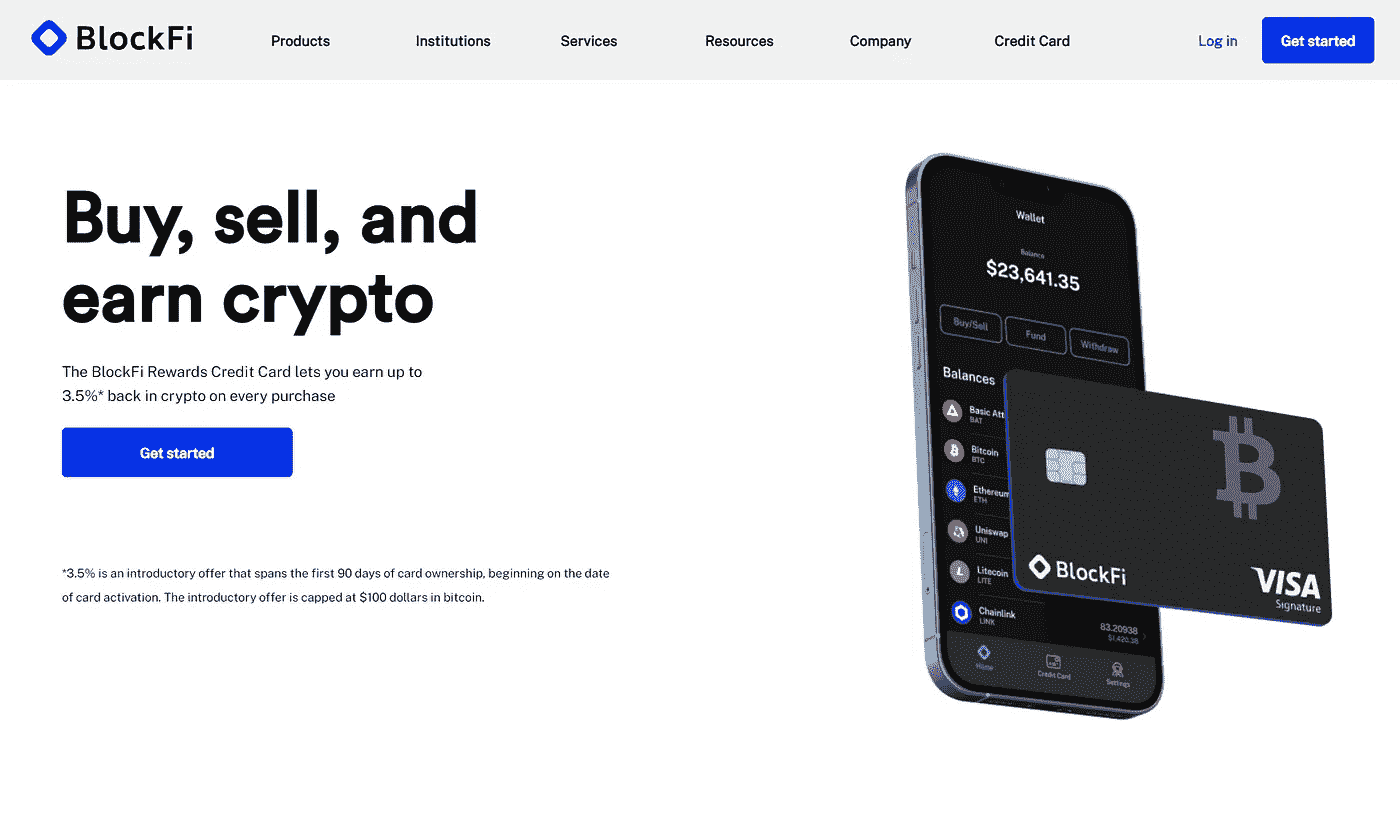 BlockFi
Products
Institutions
Services
Resources
Company
Credit Card
Log in
Get started
Buy, sell, and
earn crypto
The BlockFi Rewards Credit Card lets you earn up to
3.5%* back in crypto on every purchase
Get started
*3.5% is an introductory offer that spans the first 90 days of card ownership, beginning on the date
of card activation. The introductory offer is capped at $100 dollars in bitcoin.
Wallet
Balance
$23,641.35
Buy/Sell
Fund
Withdraw
Balances
Basic Att
BAT
Bitcoin
BTC
Ethereum
ETH
Uniswap
UNI
Litecoin
LITE
Chainlink
LINK
83.20938
$1,420.38
Home
Credit Card
Settings
BlockFi
VISA
Signature